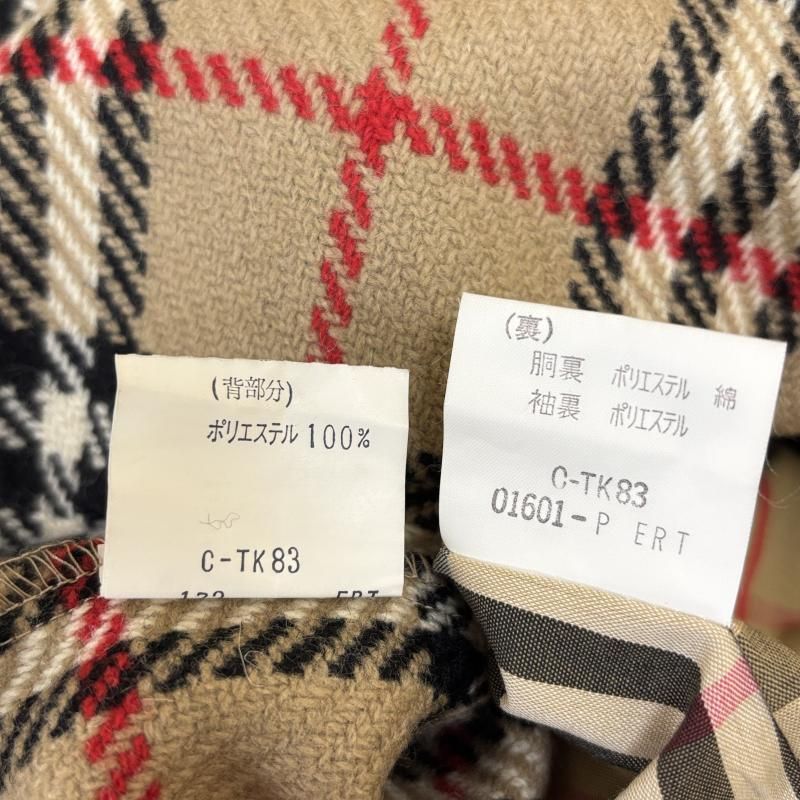 (背部分)
ポリエステル 100%
C-TK83
(裏)
胴裏 ポリエステル 綿
袖裏 ポリエステル
C-TK83
01601-P ERT